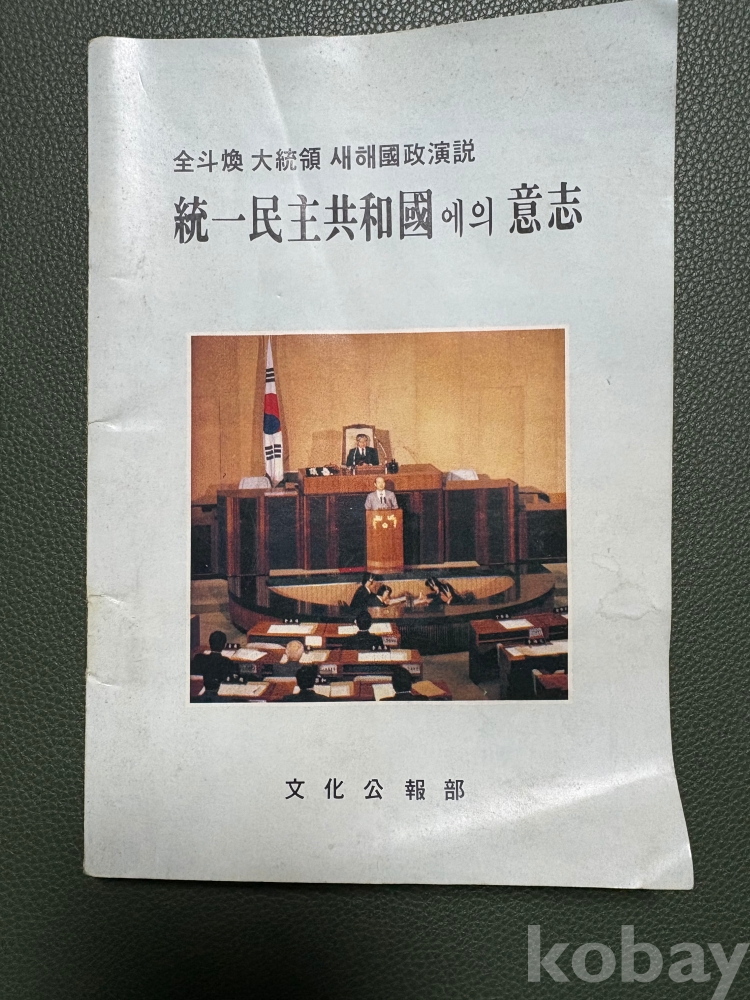 全斗煥 大統領 새해國政演説
統一民主共和國에의 意志
文化公報部
kobay